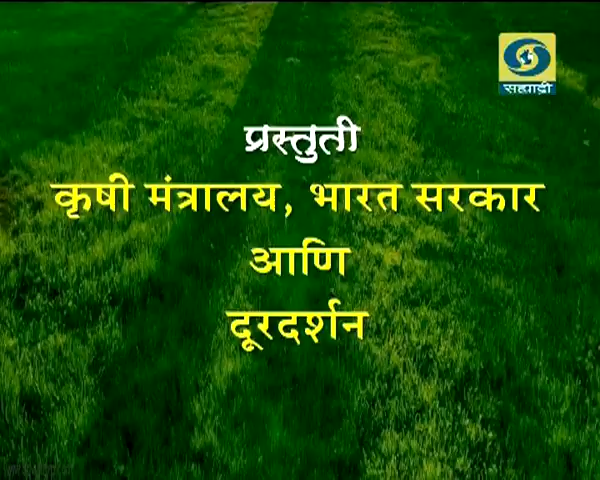 सह्याद्री
प्रस्तुती
कृषी मंत्रालय, भारत सरकार
आणि
दूरदर्शन